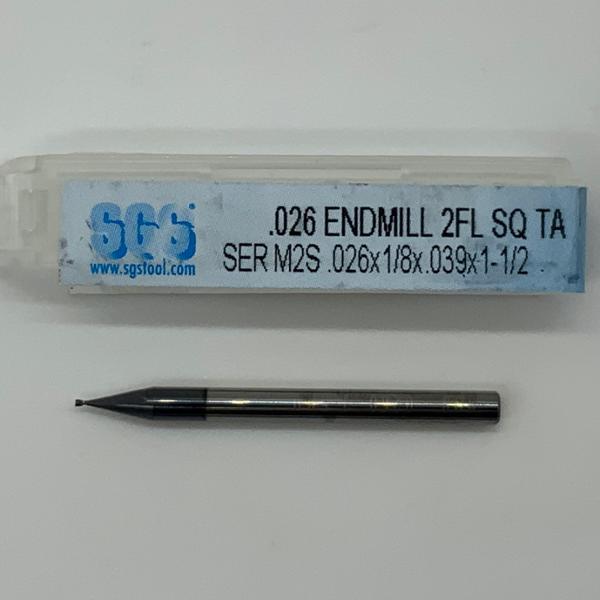 SGS
www.sgstool.com
.026 ENDMILL 2FL SQ TA
SER M2S .026x1/8x.039x1-1/2